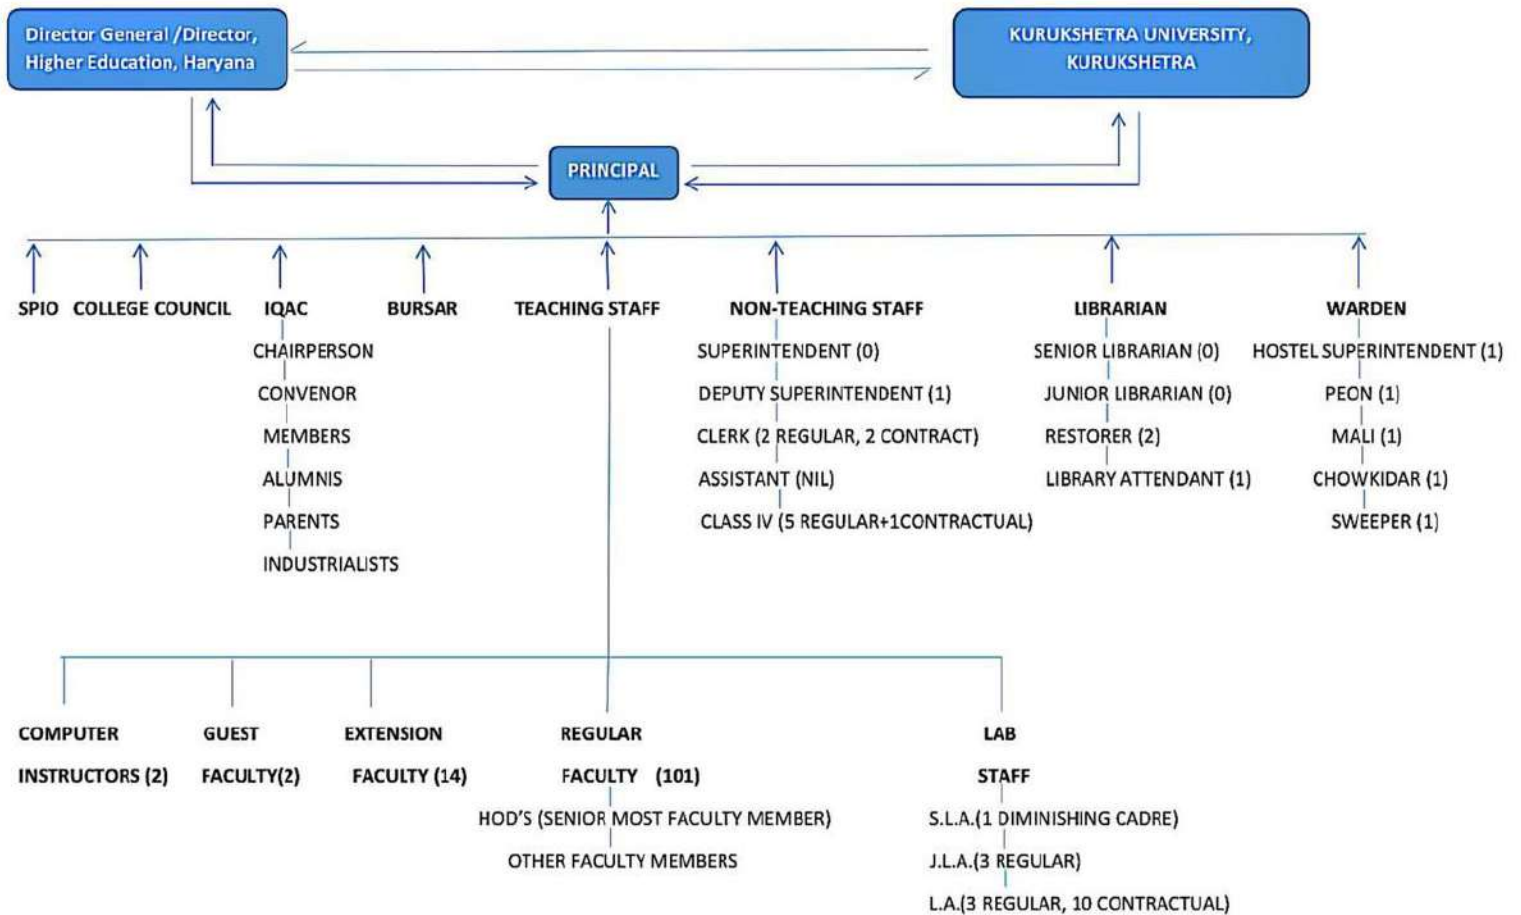 Director General /Director,
Higher Education, Haryana
KURUKSHETRA UNIVERSITY,
KURUKSHETRA
PRINCIPAL
SPIO
COLLEGE COUNCIL
IQAC
CHAIRPERSON
CONVENOR
MEMBERS
ALUMNIS
PARENTS
INDUSTRIALISTS
BURSAR
TEACHING STAFF
NON-TEACHING STAFF
SUPERINTENDENT (0)
DEPUTY SUPERINTENDENT (1)
CLERK (2 REGULAR, 2 CONTRACT)
ASSISTANT (NIL)
CLASS IV (5 REGULAR+1CONTRACTUAL)
LIBRARIAN
SENIOR LIBRARIAN (0)
JUNIOR LIBRARIAN (0)
RESTORER (2)
LIBRARY ATTENDANT (1)
WARDEN
HOSTEL SUPERINTENDENT (1)
PEON (1)
MALI (1)
CHOWKIDAR (1)
SWEEPER (1)
COMPUTER
INSTRUCTORS (2)
GUEST
FACULTY(2)
EXTENSION
FACULTY (14)
REGULAR
FACULTY (101)
HOD'S (SENIOR MOST FACULTY MEMBER)
OTHER FACULTY MEMBERS
LAB
STAFF
S.L.A.(1 DIMINISHING CADRE)
J.L.A.(3 REGULAR)
L.A.(3 REGULAR, 10 CONTRACTUAL)